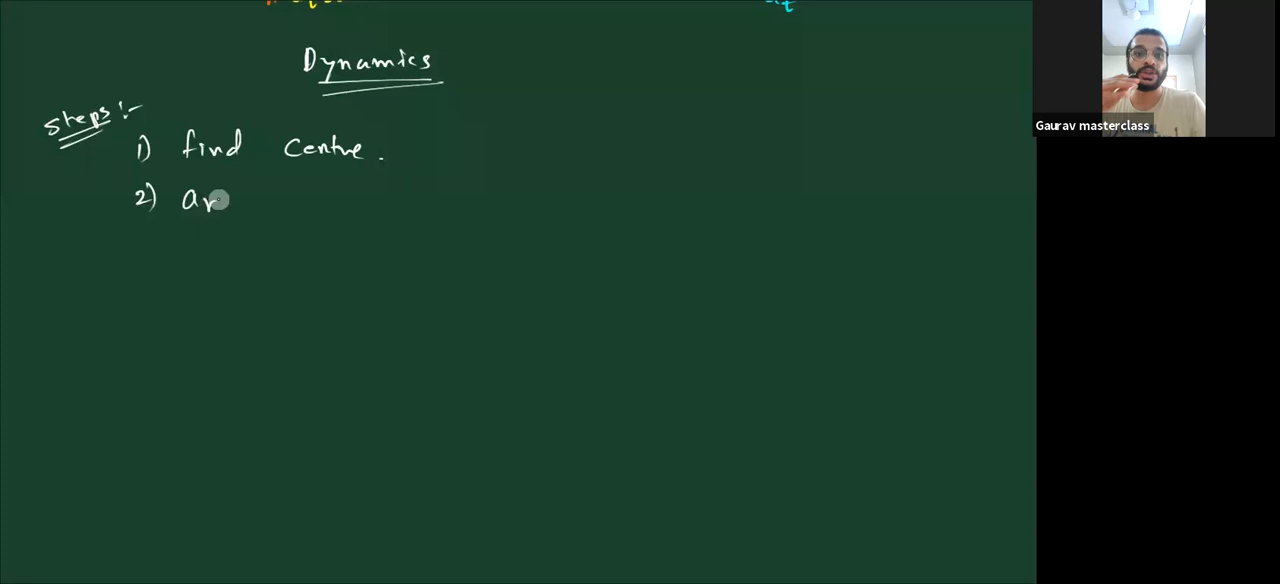 Dynamics
Steps :-
1) find Centre.
2) ar
Gaurav masterclass